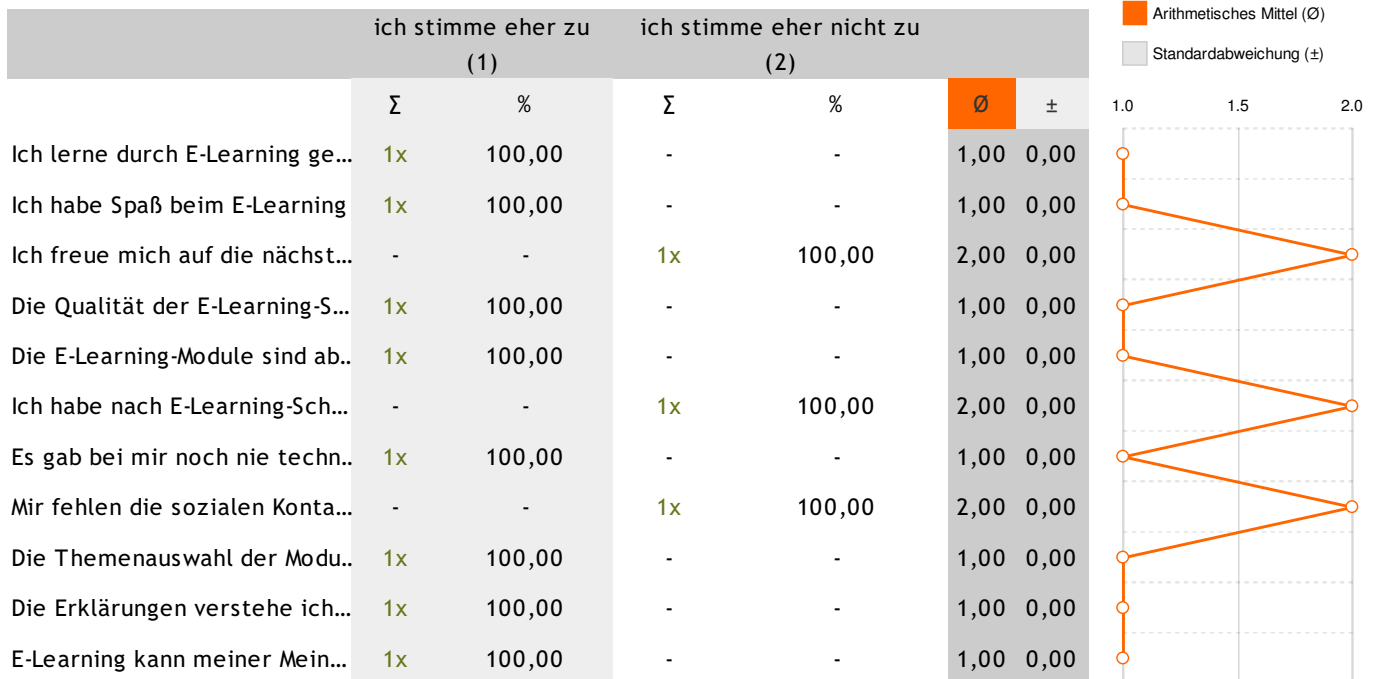 ich stimme eher zu ich stimme eher nicht zu
(1) (2)
Σ % Σ % Ø ±
Ich lerne durch E-Learning ge... 1x 100,00 - - 1,00 0,00
Ich habe Spaß beim E-Learning 1x 100,00 - - 1,00 0,00
Ich freue mich auf die nächst... - - 1x 100,00 2,00 0,00
Die Qualität der E-Learning-S... 1x 100,00 - - 1,00 0,00
Die E-Learning-Module sind ab.. 1x 100,00 - - 1,00 0,00
Ich habe nach E-Learning-Sch... - - 1x 100,00 2,00 0,00
Es gab bei mir noch nie techn.. 1x 100,00 - - 1,00 0,00
Mir fehlen die sozialen Konta... - - 1x 100,00 2,00 0,00
Die Themenauswahl der Modu.. 1x 100,00 - - 1,00 0,00
Die Erklärungen verstehe ich... 1x 100,00 - - 1,00 0,00
E-Learning kann meiner Mein... 1x 100,00 - - 1,00 0,00
Arithmetisches Mittel (Ø)
Standardabweichung (±)
1.0 1.5 2.0